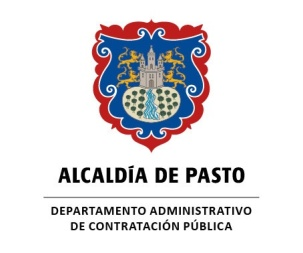 ALCALDÍA DE PASTO
DEPARTAMENTO ADMINISTRATIVO
DE CONTRATACIÓN PÚBLICA